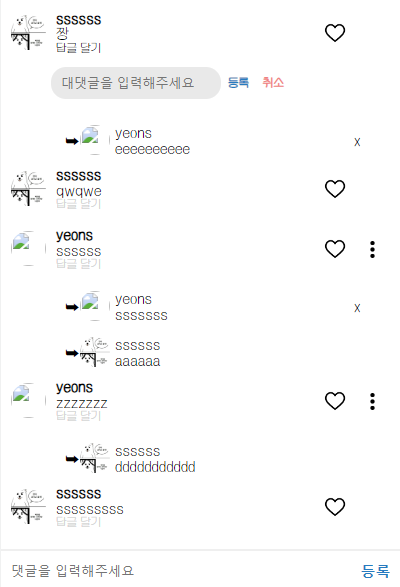 ssssss
짱
답글 달기
대댓글을 입력해주세요 등록 취소
➥ yeons x
eeeeeeeeee
ssssss
qwqwe
답글 달기
yeons
ssssss
답글 달기
➥ yeons x
sssssss
➥ ssssss
aaaaaa
yeons
zzzzzzz
답글 달기
➥ ssssss
ddddddddddd
ssssss
sssssssss
답글 달기
댓글을 입력해주세요 등록